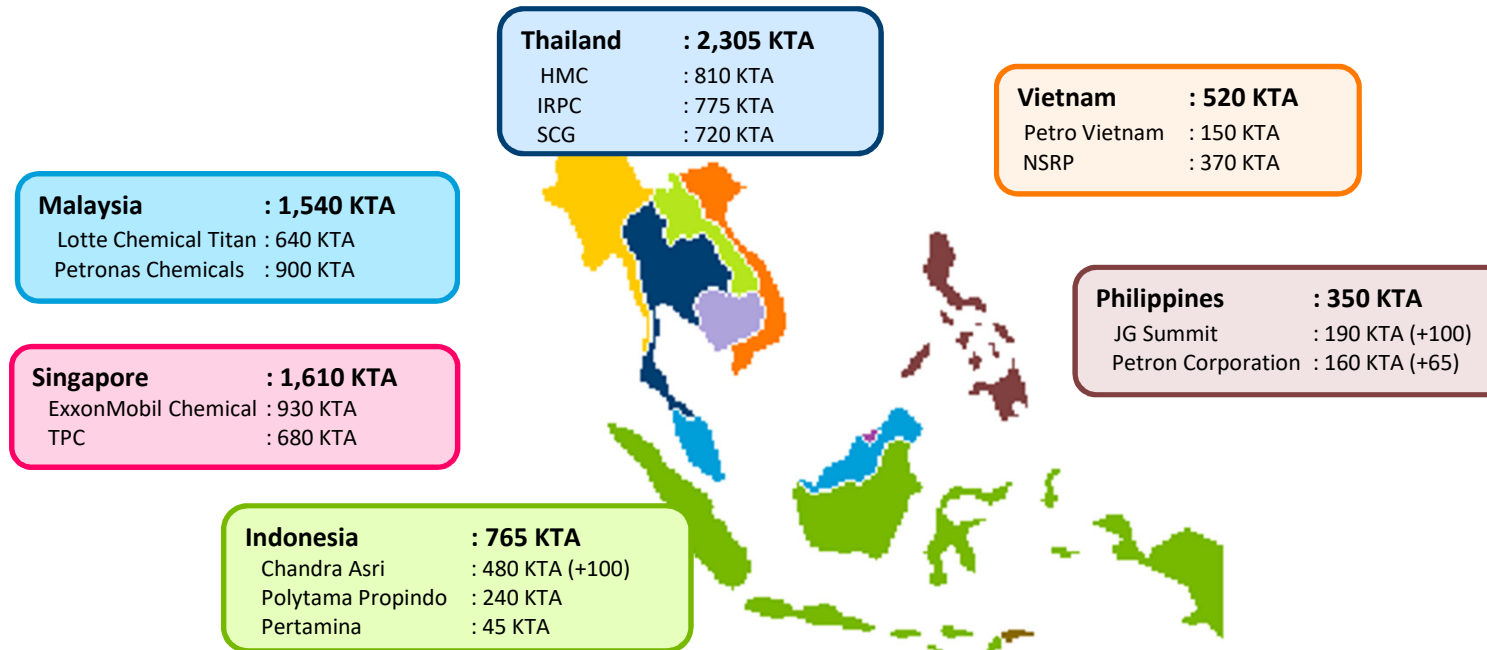 Thailand : 2,305 KTA
HMC : 810 KTA
IRPC : 775 KTA
SCG : 720 KTA
Vietnam : 520 KTA
Petro Vietnam : 150 KTA
NSRP : 370 KTA
Malaysia : 1,540 KTA
Lotte Chemical Titan : 640 KTA
Petronas Chemicals : 900 KTA
Philippines : 350 KTA
JG Summit : 190 KTA (+100)
Petron Corporation : 160 KTA (+65)
Singapore : 1,610 KTA
ExxonMobil Chemical : 930 KTA
TPC : 680 KTA
Indonesia : 765 KTA
Chandra Asri : 480 KTA (+100)
Polytama Propindo : 240 KTA
Pertamina : 45 KTA